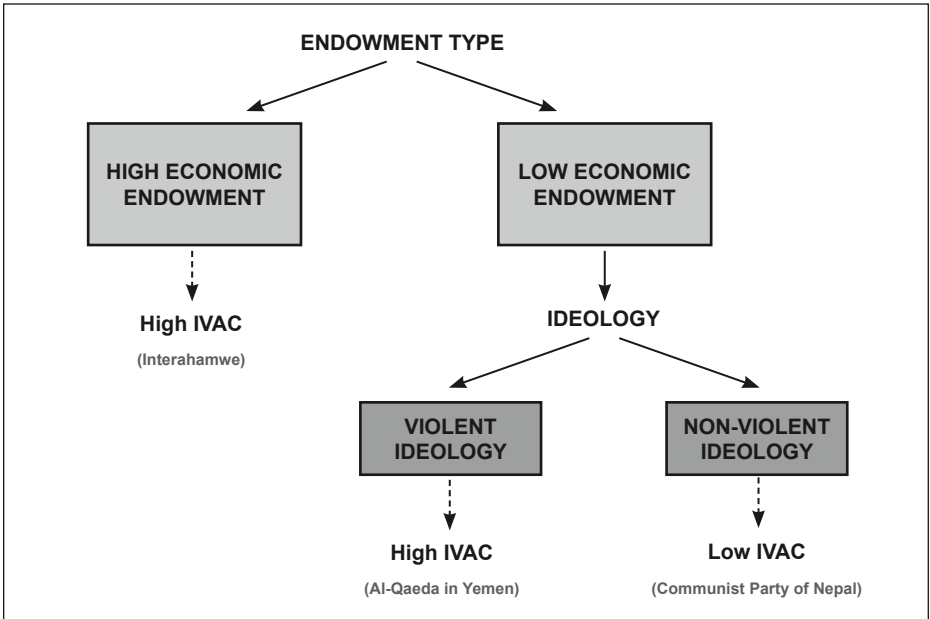 ENDOWMENT TYPE
HIGH ECONOMIC
ENDOWMENT
LOW ECONOMIC
ENDOWMENT
High IVAC
(Interahamwe)
IDEOLOGY
VIOLENT
IDEOLOGY
NON-VIOLENT
IDEOLOGY
High IVAC
(Al-Qaeda in Yemen)
Low IVAC
(Communist Party of Nepal)